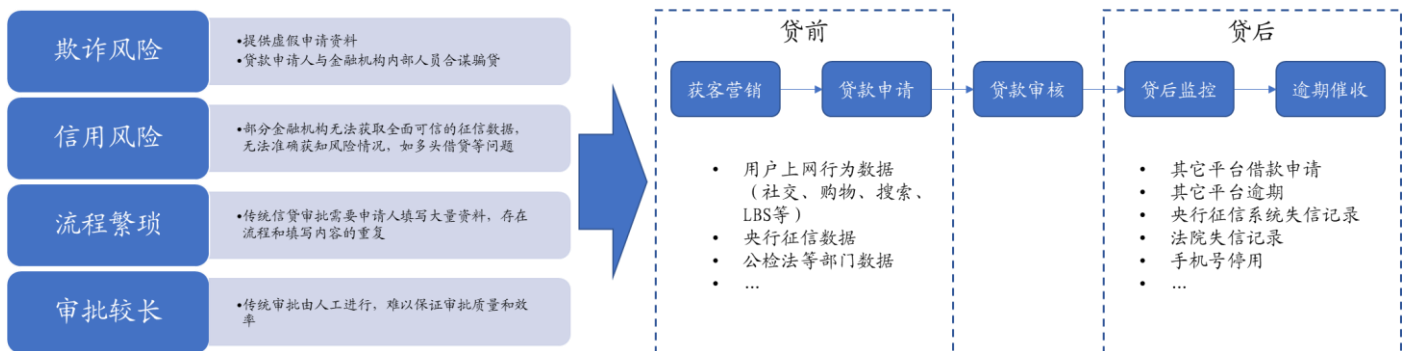 欺诈风险
•提供虚假申请资料
•贷款申请人与金融机构内部人员合谋骗贷
信用风险
•部分金融机构无法获取全面可信的征信数据,
无法准确获知风险情况，如多头借贷等问题
流程繁琐
•传统信贷审批需要申请人填写大量资料，存在
流程和填写内容的重复
审批较长
•传统审批由人工进行，难以保证审批质量和效
率
贷前
获客营销
贷款申请
• 用户上网行为数据
（社交、购物、搜索、
LBS等）
• 央行征信数据
• 公检法等部门数据
• …
贷款审核
贷后
贷后监控
逾期催收
• 其它平台借款申请
• 其它平台逾期
• 央行征信系统失信记录
• 法院失信记录
• 手机号停用
• …